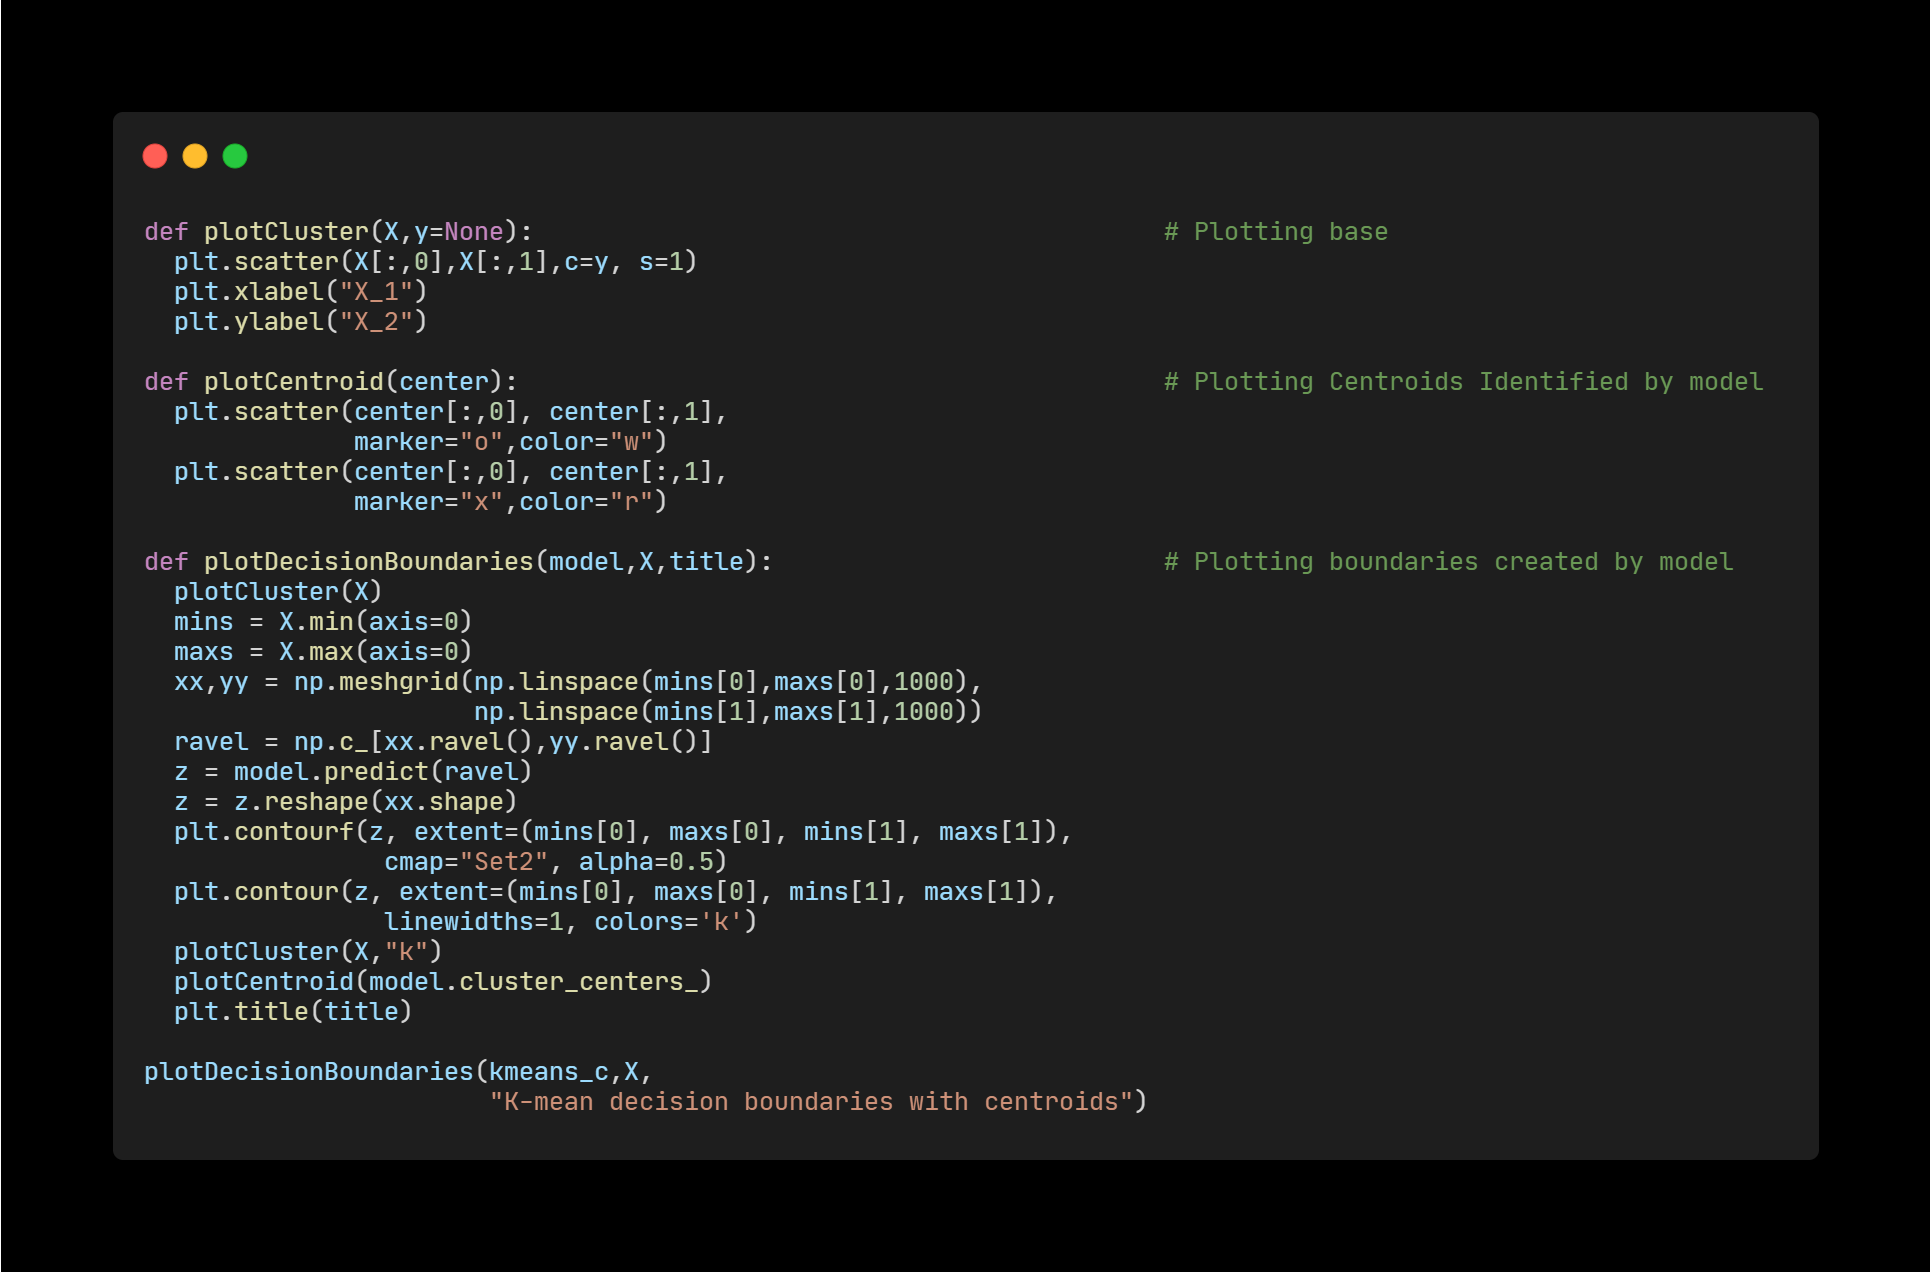 def plotCluster(X,y=None):                                          # Plotting base
  plt.scatter(X[:,0],X[:,1],c=y, s=1)
  plt.xlabel("X_1")
  plt.ylabel("X_2")

def plotCentroid(center):                                           # Plotting Centroids Identified by model
  plt.scatter(center[:,0], center[:,1],
              marker="o",color="w")
  plt.scatter(center[:,0], center[:,1],
              marker="x",color="r")

def plotDecisionBoundaries(model,X,title):                          # Plotting boundaries created by model
  plotCluster(X)
  mins = X.min(axis=0)
  maxs = X.max(axis=0)
  xx,yy = np.meshgrid(np.linspace(mins[0],maxs[0],1000),
                      np.linspace(mins[1],maxs[1],1000))
  ravel = np.c_[xx.ravel(),yy.ravel()]
  z = model.predict(ravel)
  z = z.reshape(xx.shape)
  plt.contourf(z, extent=(mins[0], maxs[0], mins[1], maxs[1]),
                cmap="Set2", alpha=0.5)
  plt.contour(z, extent=(mins[0], maxs[0], mins[1], maxs[1]),
                linewidths=1, colors='k')
  plotCluster(X,"k")
  plotCentroid(model.cluster_centers_)
  plt.title(title)

plotDecisionBoundaries(kmeans_c,X,
                       "K-mean decision boundaries with centroids")